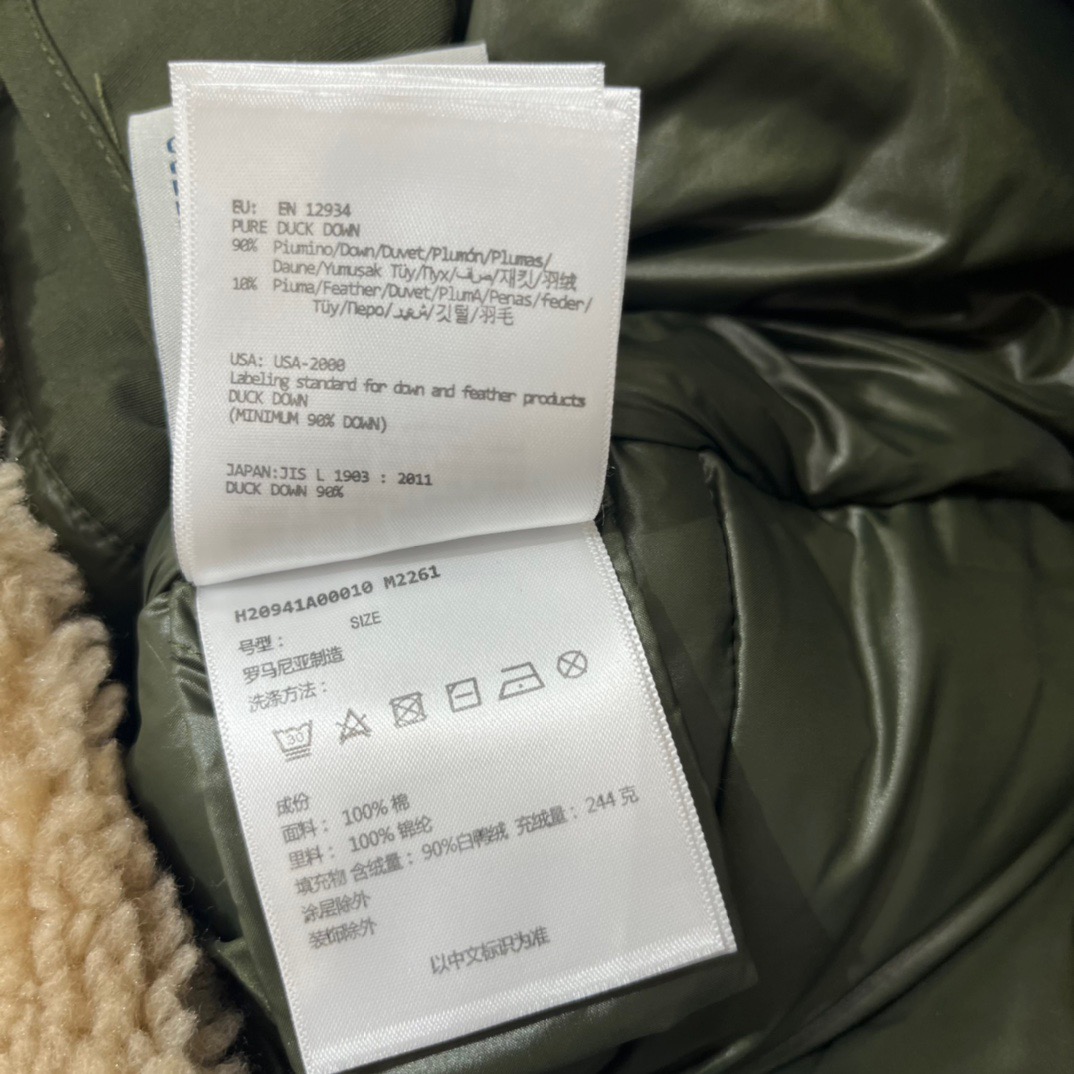 EU: EN 12934
PURE DUCK DOWN
90% Piumino/Down/Duvet/Plumón/Plumas/
Daune/Yumuşak Tüy/Пух/صاف/재킷/羽绒
10% Piuma/Feather/Duvet/PlumA/Penas/feder/
Tüy/Перо//깃털/羽毛
USA: USA-2000
Labeling standard for down and feather products
DUCK DOWN
(MINIMUM 90% DOWN)
JAPAN:JIS L 1903 : 2011
DUCK DOWN 90%
H20941A00010 M2261
号型： SIZE
罗马尼亚制造
洗涤方法：
30
成份
面料： 100% 棉
里料： 100% 锦纶
填充物 含绒量： 90%白鸭绒 充绒量： 244 克
涂层除外
装饰除外
以中文标识为准